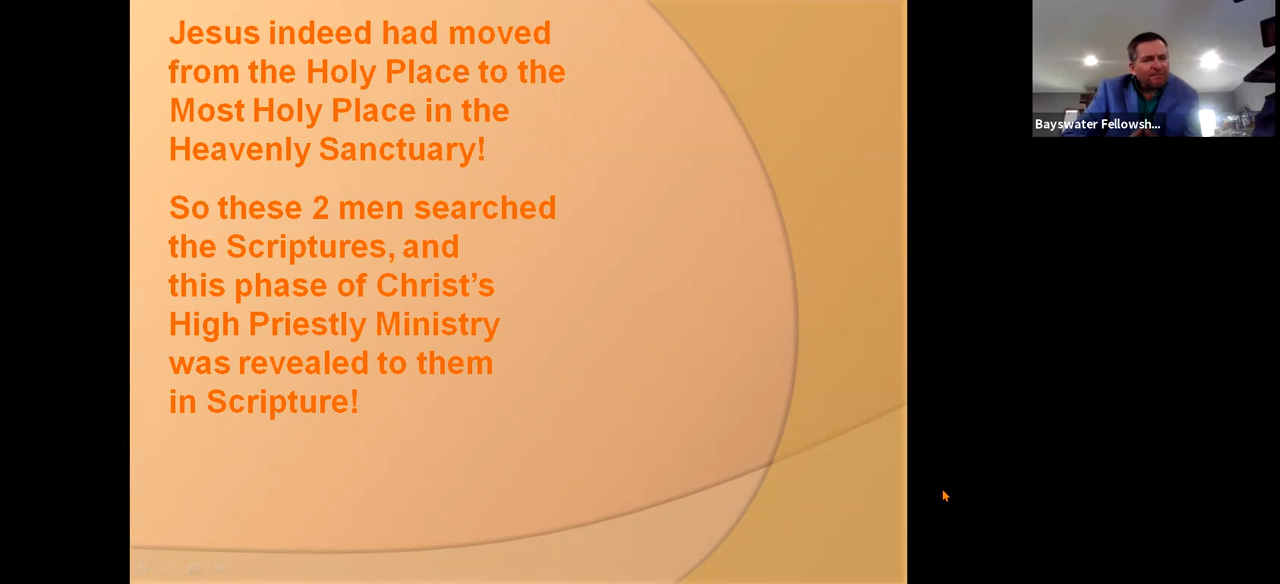 Jesus indeed had moved
from the Holy Place to the
Most Holy Place in the
Heavenly Sanctuary!
So these 2 men searched
the Scriptures, and
this phase of Christ’s
High Priestly Ministry
was revealed to them
in Scripture!
Bayswater Fellowsh...